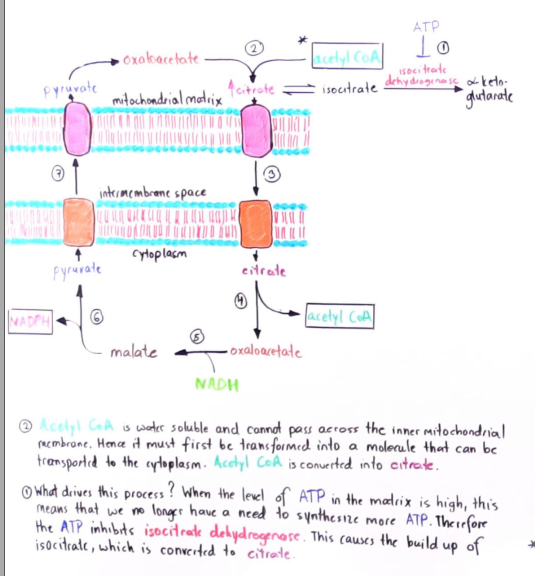 ATP
② * acetyl CoA ①
oxaloacetate isocitrate
dehydrogenase
pyruvate ↑citrate ⇌ isocitrate → α keto-
glutarate
mitochondrial matrix
⑦ ③
intermembrane space
cytoplasm
pyruvate citrate
④
NADPH ⑥ acetyl CoA
⑤
malate oxaloacetate
NADH
② Acetyl CoA is water soluble and cannot pass across the inner mitochondrial
membrane. Hence it must first be transformed into a molecule that can be
transported to the cytoplasm. Acetyl CoA is converted into citrate.
① What drives this process? When the level of ATP in the matrix is high, this
means that we no longer have a need to synthesize more ATP. Therefore
the ATP inhibits isocitrate dehydrogenase. This causes the build up of
isocitrate, which is converted to citrate. *